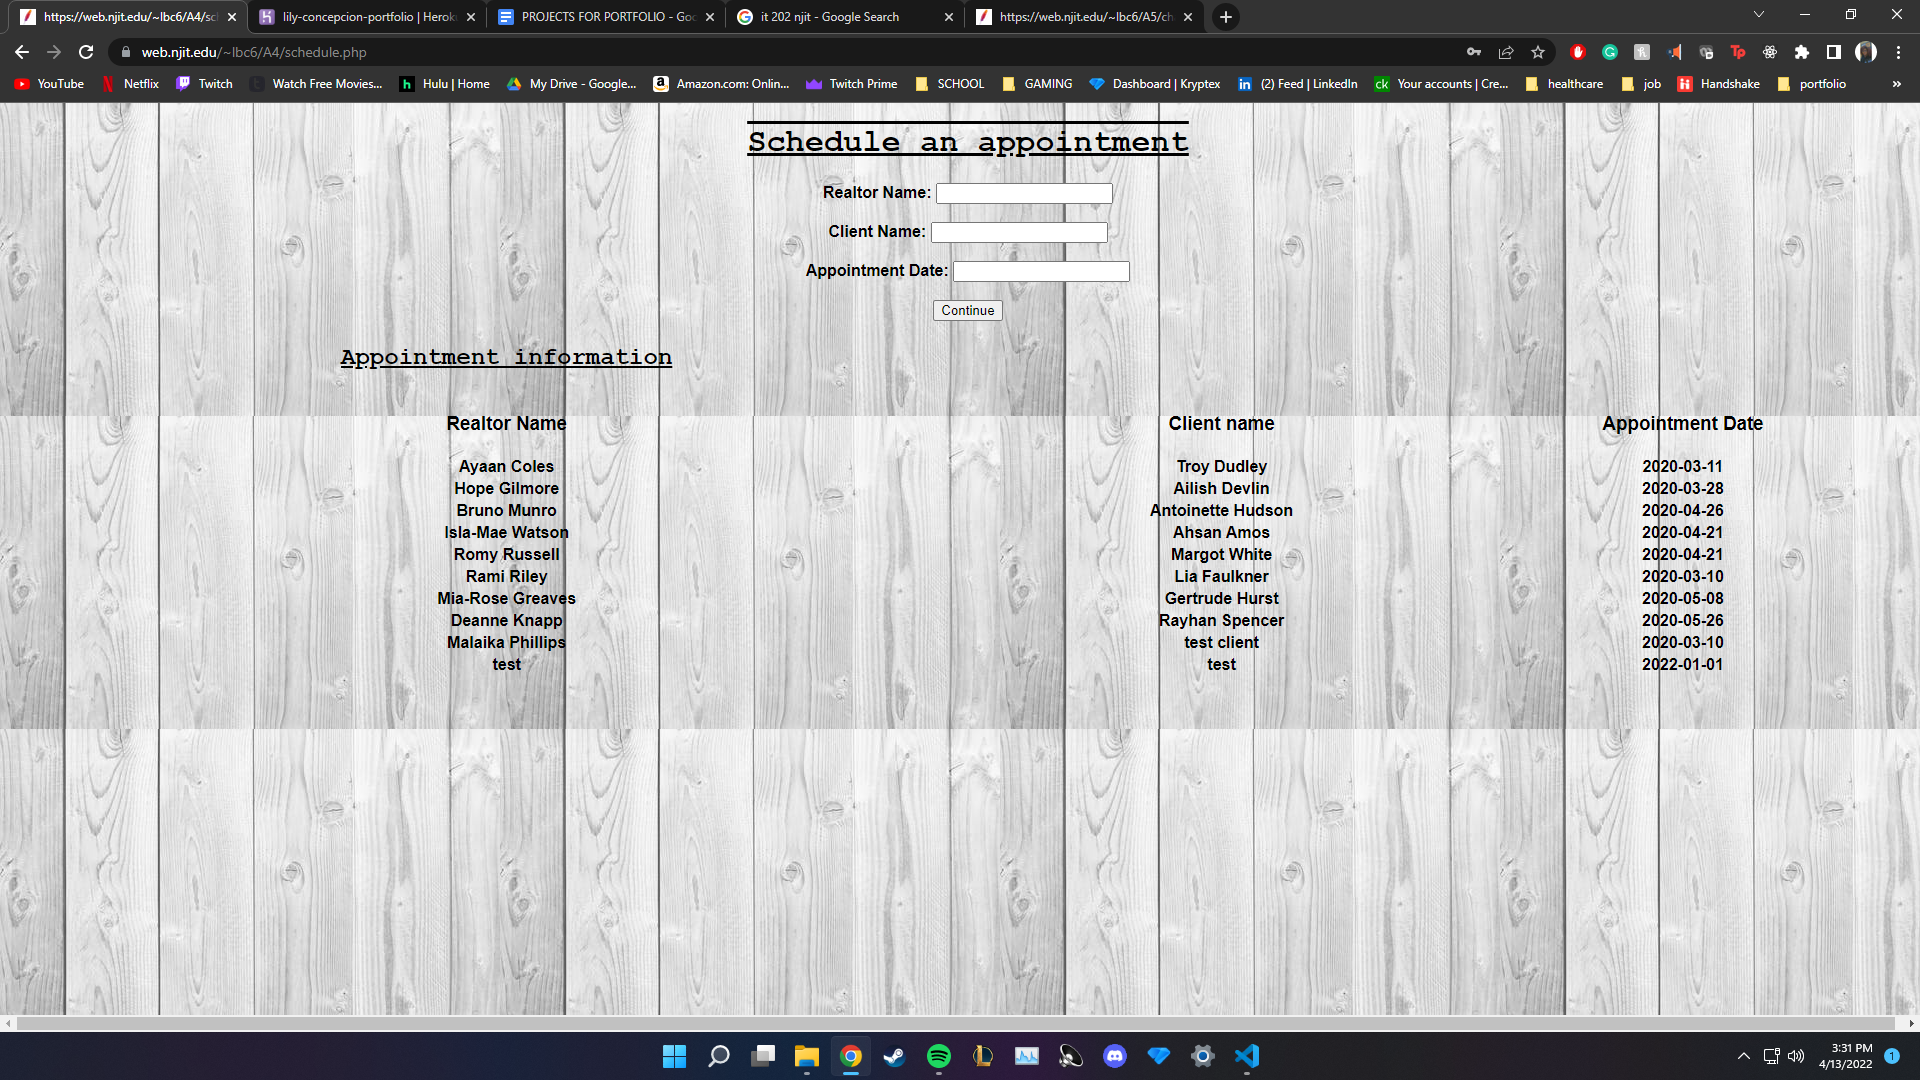 https://web.njit.edu/~lbc6/A4/sc
lily-concepcion-portfolio | Herok
PROJECTS FOR PORTFOLIO - Goo
it 202 njit - Google Search
https://web.njit.edu/~lbc6/A5/ch
web.njit.edu/~lbc6/A4/schedule.php
YouTube
Netflix
Twitch
Watch Free Movies...
Hulu | Home
My Drive - Google...
Amazon.com: Onlin...
Twitch Prime
SCHOOL
GAMING
Dashboard | Kryptex
(2) Feed | LinkedIn
Your accounts | Cre...
healthcare
job
Handshake
portfolio
»
Schedule an appointment
Realtor Name:
Client Name:
Appointment Date:
Continue
Appointment information
Realtor Name Client name Appointment Date
Ayaan Coles Troy Dudley 2020-03-11
Hope Gilmore Ailish Devlin 2020-03-28
Bruno Munro Antoinette Hudson 2020-04-26
Isla-Mae Watson Ahsan Amos 2020-04-21
Romy Russell Margot White 2020-04-21
Rami Riley Lia Faulkner 2020-03-10
Mia-Rose Greaves Gertrude Hurst 2020-05-08
Deanne Knapp Rayhan Spencer 2020-05-26
Malaika Phillips test client 2020-03-10
test test 2022-01-01
3:31 PM
4/13/2022
1